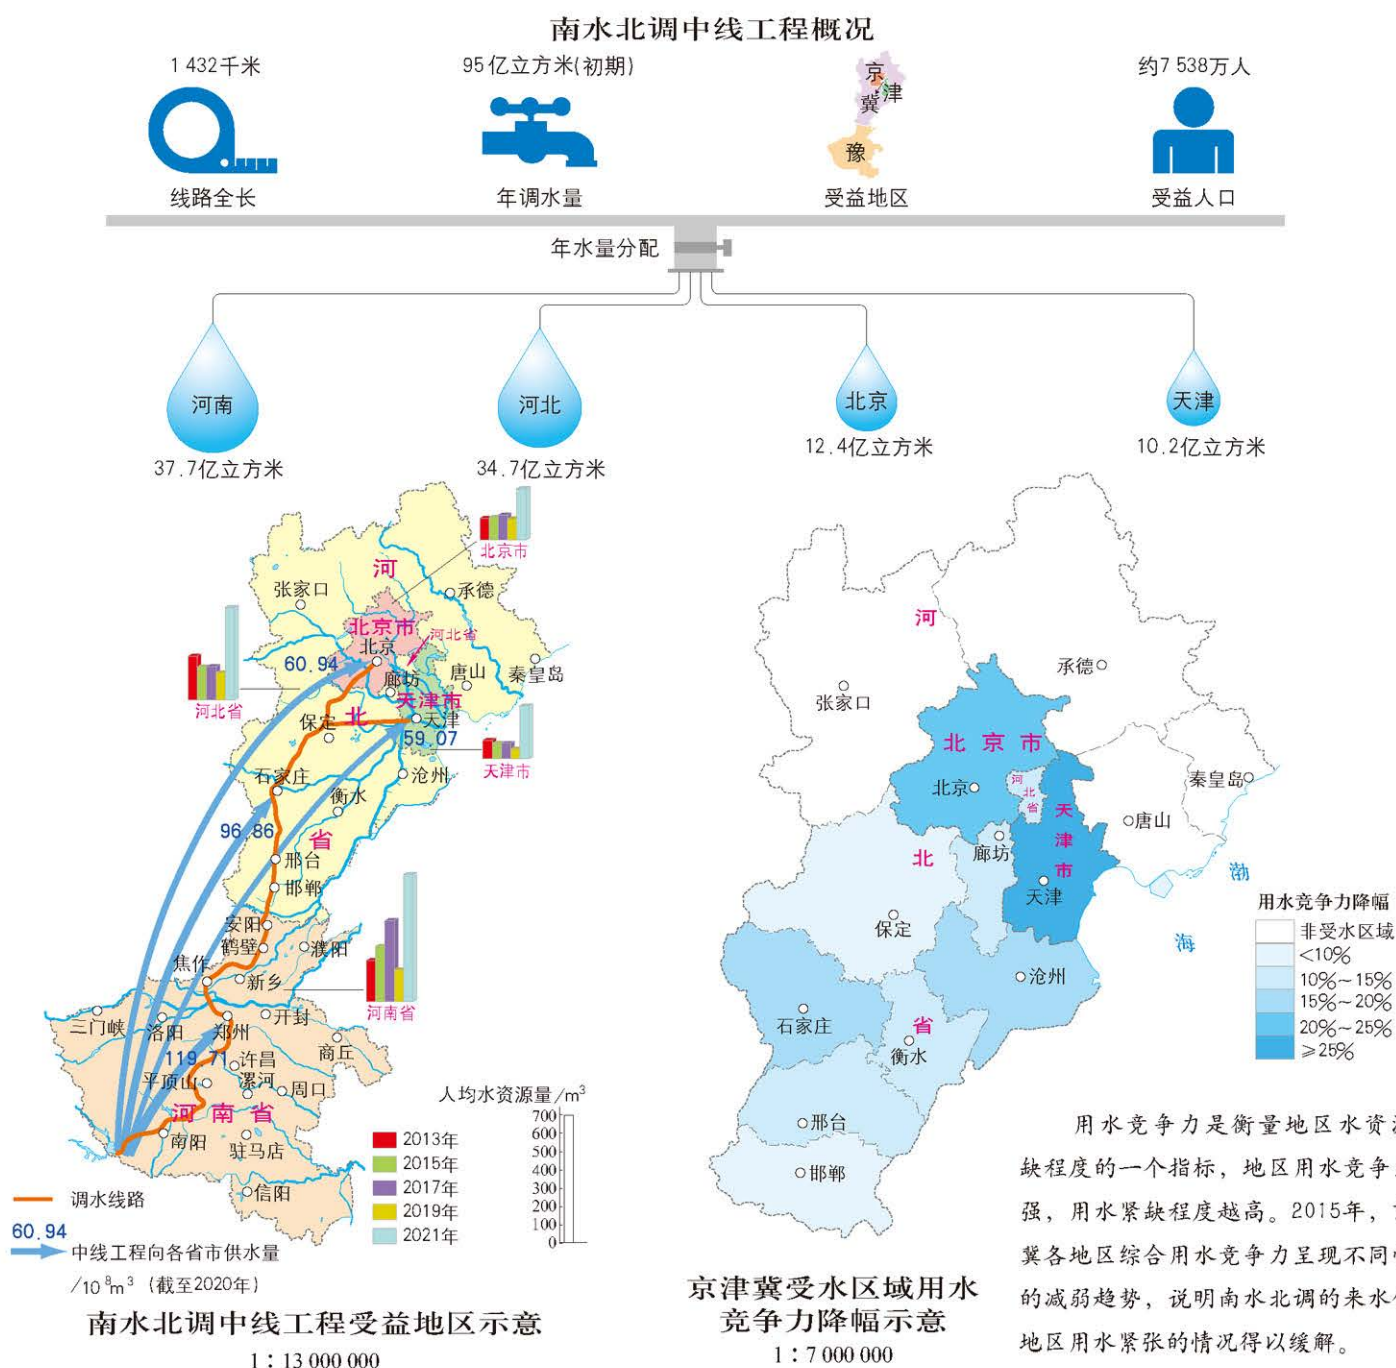 南水北调中线工程概况
1 432千米
95亿立方米(初期)
京
津
冀
豫
约7 538万人
线路全长
年调水量
受益地区
受益人口
年水量分配
河南
河北
北京
天津
37.7亿立方米
34.7亿立方米
12.4亿立方米
10.2亿立方米
北京市
河
张家口
承德
北京市
河北省
北京
60.94
廊坊
唐山
秦皇岛
河北省
天津市
北
保定
天津
59.07
天津市
石家庄
沧州
衡水
96.86
省
邢台
邯郸
安阳
鹤壁
濮阳
焦作
新乡
河南省
三门峡
洛阳
郑州
开封
商丘
119.71
许昌
平顶山
漯河
周口
河南省
南阳
驻马店
信阳
人均水资源量/m³
700
600
500
400
300
200
100
0
2013年
2015年
2017年
2019年
2021年
调水线路
60.94
中线工程向各省市供水量
/10⁸m³ (截至2020年)
南水北调中线工程受益地区示意
1：13 000 000
河
承德
张家口
北京市
秦皇岛
北京
河北省
天津市
唐山
廊坊
北
天津
渤
海
保定
沧州
石家庄
省
衡水
邢台
邯郸
用水竞争力降幅
非受水区域
<10%
10%~15%
15%~20%
20%~25%
≥25%
京津冀受水区域用水
竞争力降幅示意
1：7 000 000
用水竞争力是衡量地区水资
缺程度的一个指标，地区用水竞争
强，用水紧缺程度越高。2015年，
冀各地区综合用水竞争力呈现不同
的减弱趋势，说明南水北调的来水
地区用水紧张的情况得以缓解。